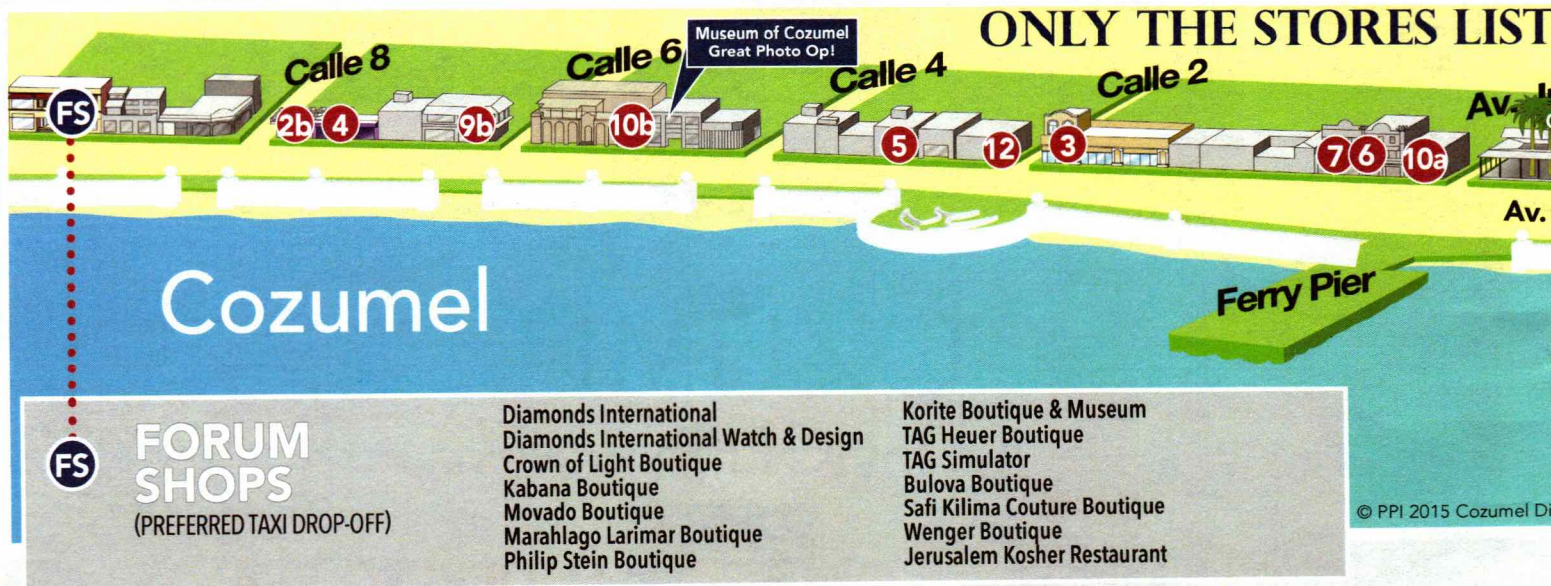 ONLY THE STORES LIST
Museum of Cozumel
Great Photo Op!
Calle 8
Calle 6
Calle 4
Calle 2
Av.
FS
2b
4
9b
10b
5
12
3
7
6
10a
Av.
Cozumel
Ferry Pier
FS
FORUM
SHOPS
(PREFERRED TAXI DROP-OFF)
Diamonds International
Diamonds International Watch & Design
Crown of Light Boutique
Kabana Boutique
Movado Boutique
Marahlago Larimar Boutique
Philip Stein Boutique
Korite Boutique & Museum
TAG Heuer Boutique
TAG Simulator
Bulova Boutique
Safi Kilima Couture Boutique
Wenger Boutique
Jerusalem Kosher Restaurant
© PPI 2015 Cozumel Di